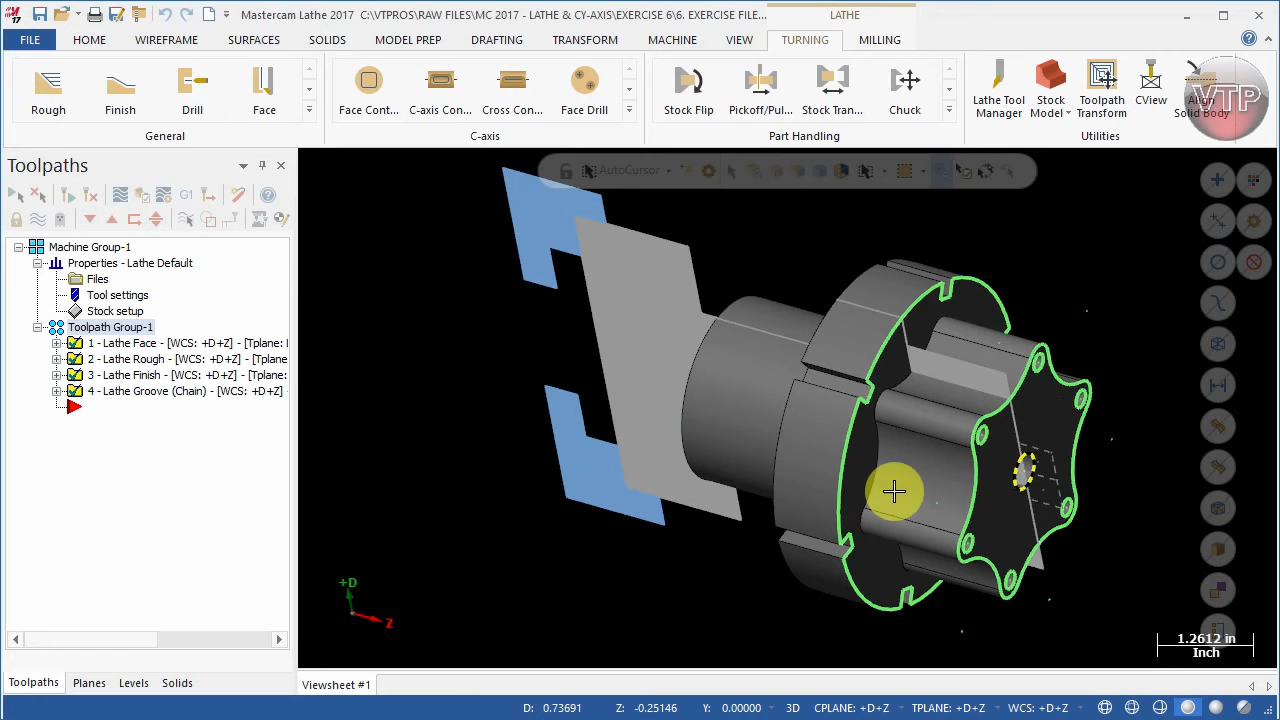 Mastercam Lathe 2017 - C:\VTPROS\RAW FILES\MC 2017 - LATHE & CY-AXIS\EXERCISE 6\6. EXERCISE FILE...
LATHE
FILE HOME WIREFRAME SURFACES SOLIDS MODEL PREP DRAFTING TRANSFORM MACHINE VIEW TURNING MILLING
Rough Finish Drill Face
Face Cont... C-axis Con... Cross Con... Face Drill
Stock Flip Pickoff/Pul... Stock Tran... Chuck
Lathe Tool Manager
Stock Model
Toolpath Transform
CView
Align Solid Body
VTP
General C-axis Part Handling Utilities
Toolpaths
AutoCursor
G1
Machine Group-1
Properties - Lathe Default
Files
Tool settings
Stock setup
Toolpath Group-1
1 - Lathe Face - [WCS: +D+Z] - [Tplane:
2 - Lathe Rough - [WCS: +D+Z] - [Tp
3 - Lathe Finish - [WCS: +D+Z] - [Tplane:
4 - Lathe Groove (Chain) - [WCS: +D+Z] -
+D
Z
1.2612 in
Inch
Toolpaths Planes Levels Solids
Viewsheet #1
D: 0.73691 Z: -0.25146 Y: 0.00000 3D CPLANE: +D+Z TPLANE: +D+Z WCS: +D+Z